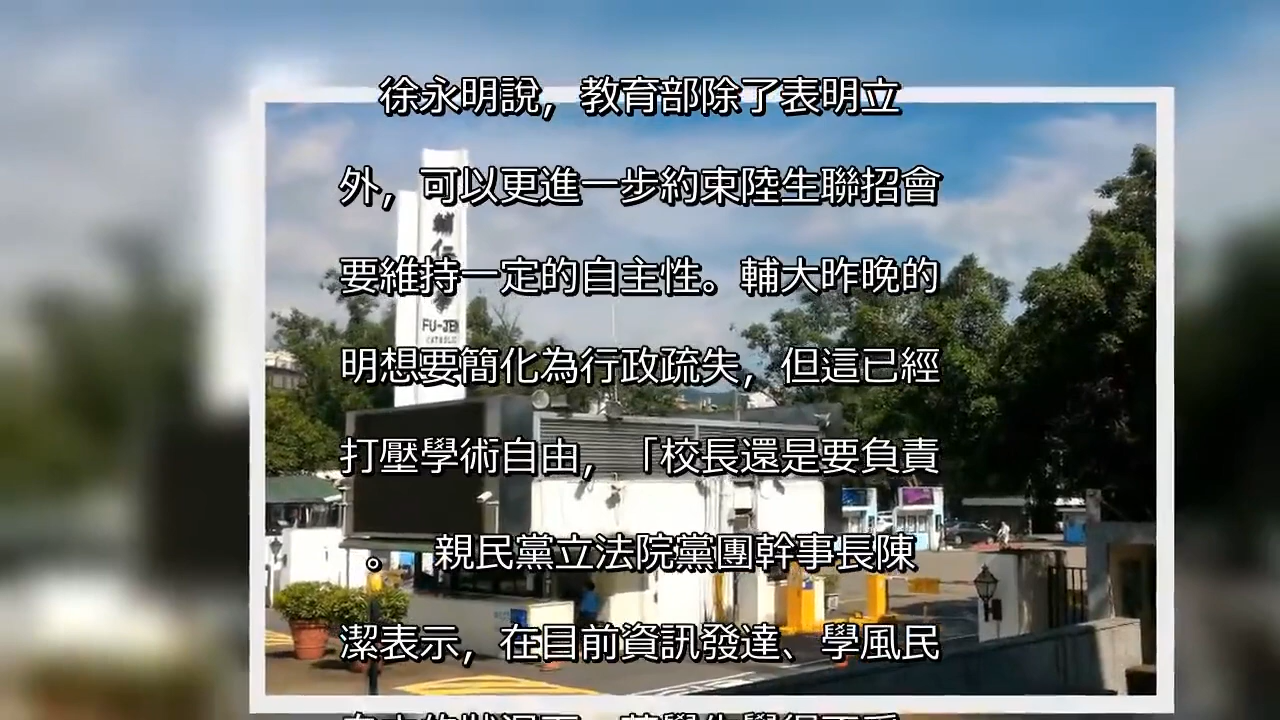 徐永明說，教育部除了表明立
外，可以更進一步約束陸生聯招會
要維持一定的自主性。輔大昨晚的
明想要簡化為行政疏失，但這已經
打壓學術自由，「校長還是要負責
。　親民黨立法院黨團幹事長陳
潔表示，在目前資訊發達、學風民
輔仁
FU-JEN
CATHOLIC